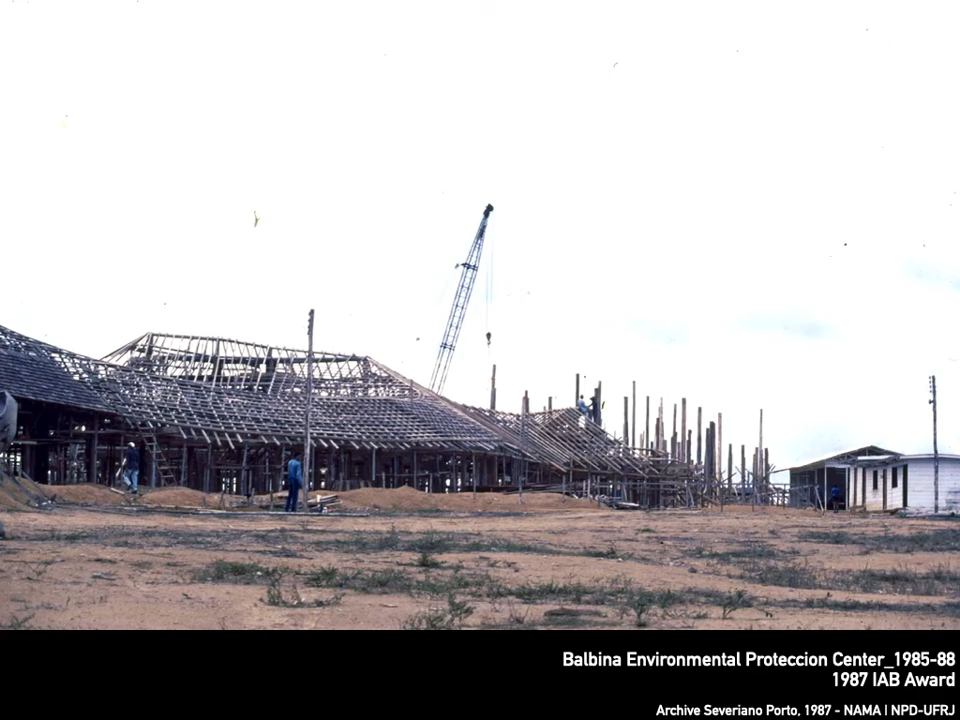 Balbina Environmental Proteccion Center_1985-88
1987 IAB Award
Archive Severiano Porto, 1987 - NAMA | NPD-UFRJ